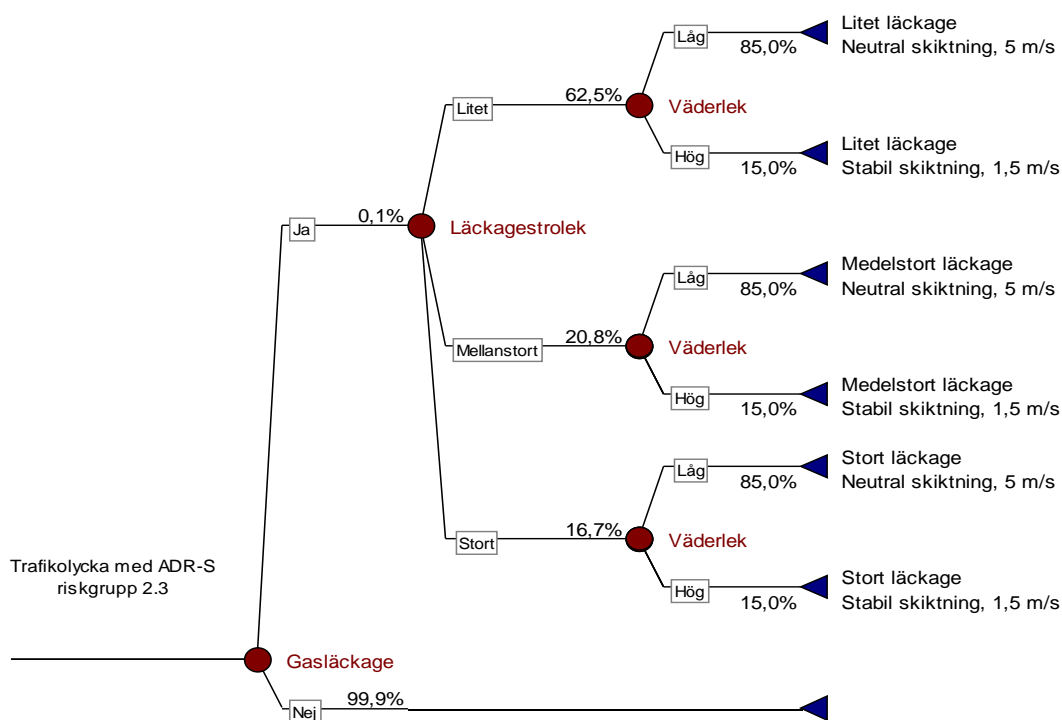 Låg
85,0%
Litet läckage
Neutral skiktning, 5 m/s
Litet
62,5%
Väderlek
Hög
15,0%
Litet läckage
Stabil skiktning, 1,5 m/s
Ja
0,1%
Läckagestrolek
Låg
85,0%
Medelstort läckage
Neutral skiktning, 5 m/s
Mellanstort
20,8%
Väderlek
Hög
15,0%
Medelstort läckage
Stabil skiktning, 1,5 m/s
Låg
85,0%
Stort läckage
Neutral skiktning, 5 m/s
Stort
16,7%
Väderlek
Hög
15,0%
Stort läckage
Stabil skiktning, 1,5 m/s
Trafikolycka med ADR-S
riskgrupp 2.3
Gasläckage
Nej
99,9%